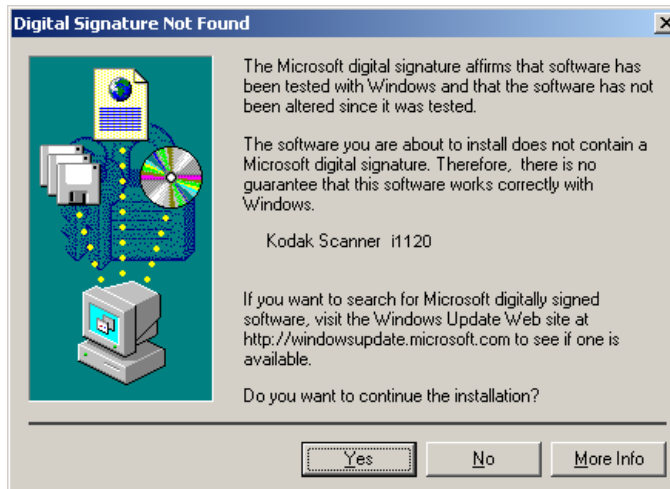 Digital Signature Not Found
The Microsoft digital signature affirms that software has
been tested with Windows and that the software has not
been altered since it was tested.
The software you are about to install does not contain a
Microsoft digital signature. Therefore, there is no
guarantee that this software works correctly with
Windows.
Kodak Scanner i1120
If you want to search for Microsoft digitally signed
software, visit the Windows Update Web site at
http://windowsupdate.microsoft.com to see if one is
available.
Do you want to continue the installation?
Yes No More Info